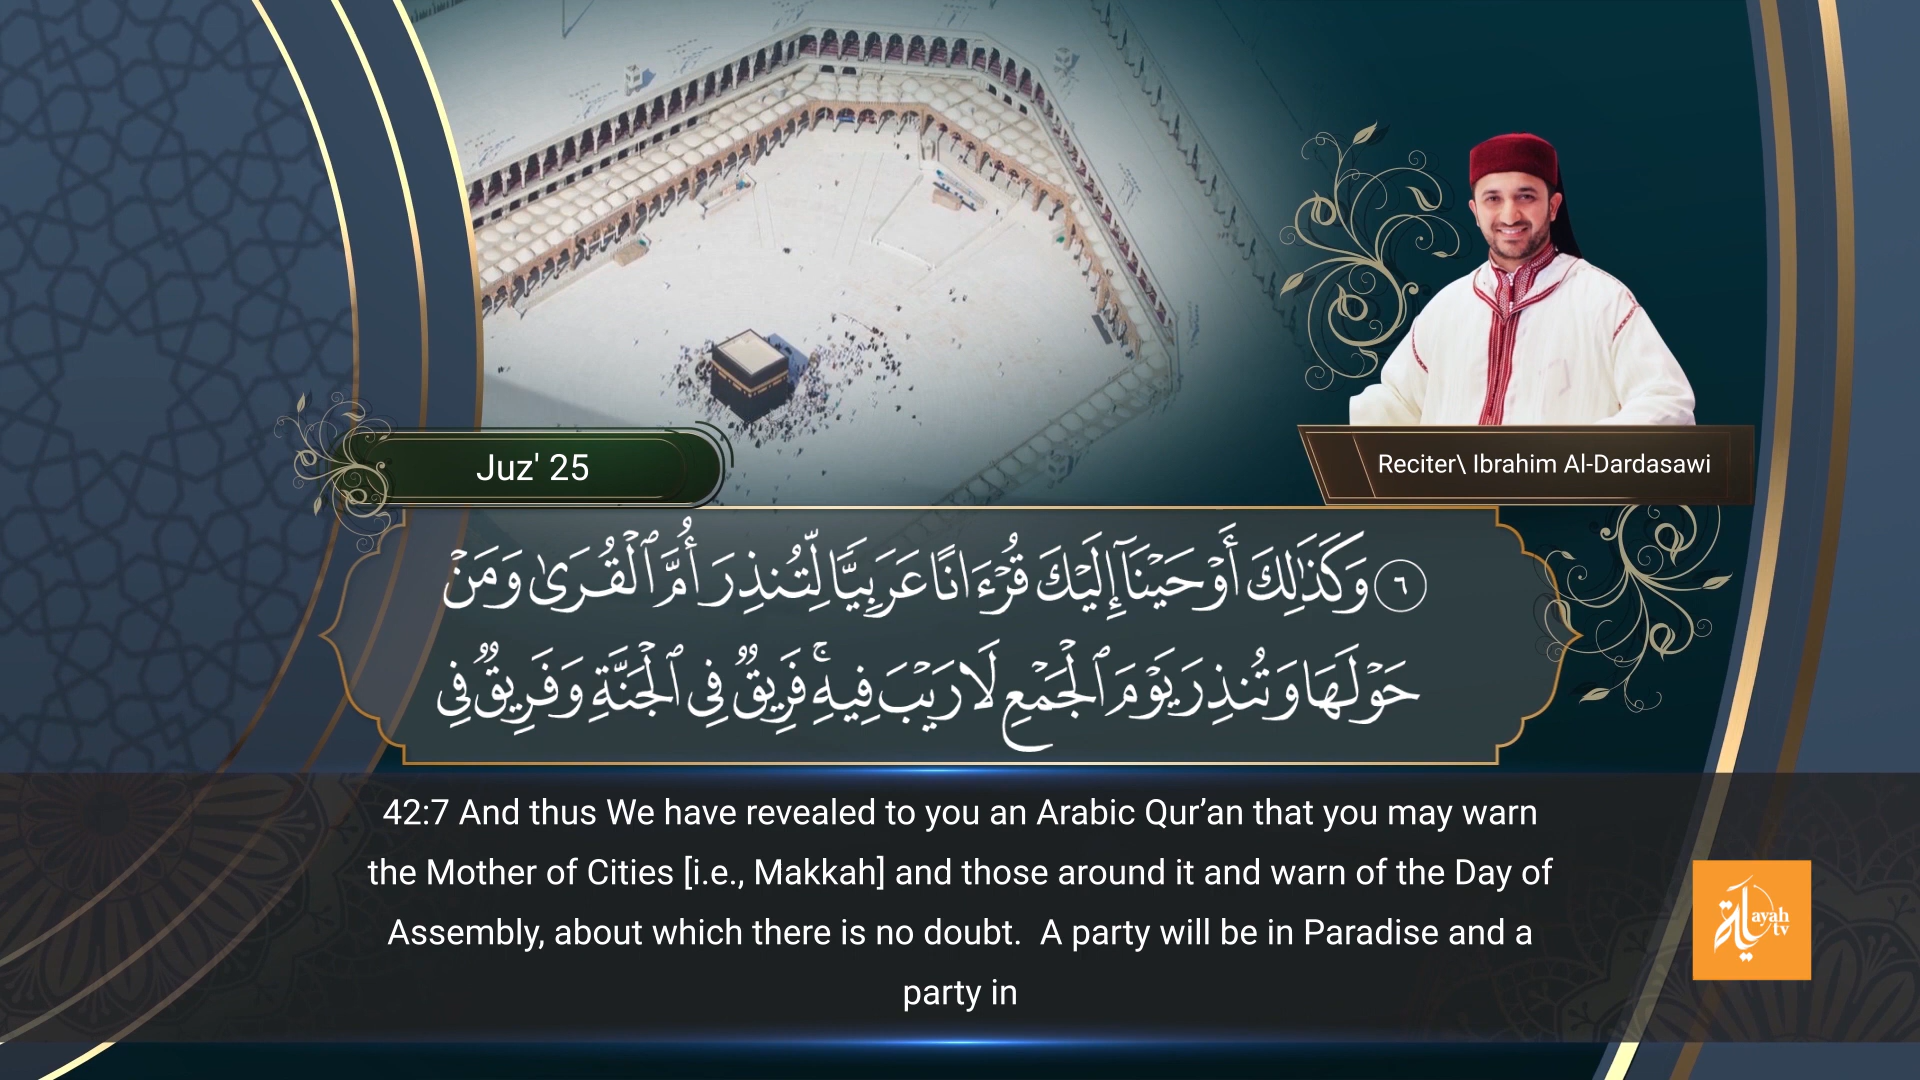 Juz' 25
Reciter\ Ibrahim Al-Dardasawi
٦ وَكَذَٰلِكَ أَوْحَيْنَآ إِلَيْكَ قُرْءَانًا عَرَبِيًّا لِّتُنذِرَ أُمَّ ٱلْقُرَىٰ وَمَنْ
حَوْلَهَا وَتُنذِرَ يَوْمَ ٱلْجَمْعِ لَا رَيْبَ فِيهِ ۚ فَرِيقٌ فِى ٱلْجَنَّةِ وَفَرِيقٌ فِى
42:7 And thus We have revealed to you an Arabic Qur’an that you may warn
the Mother of Cities [i.e., Makkah] and those around it and warn of the Day of
Assembly, about which there is no doubt.  A party will be in Paradise and a
party in
آية
ayah
tv